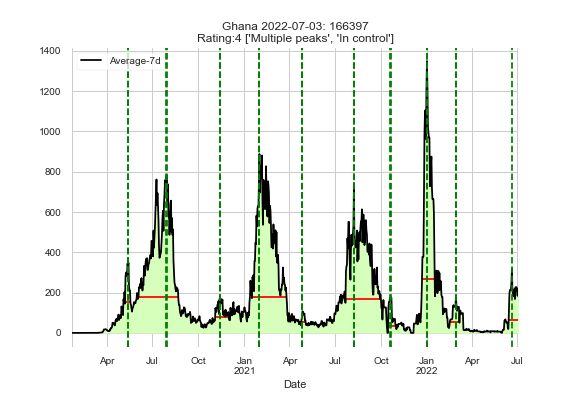 Ghana 2022-07-03: 166397
Rating:4 ['Multiple peaks', 'In control']
1400
Average-7d
1200
1000
800
600
400
200
0
Apr Jul Oct Jan Apr Jul Oct Jan Apr Jul
2021 2022
Date